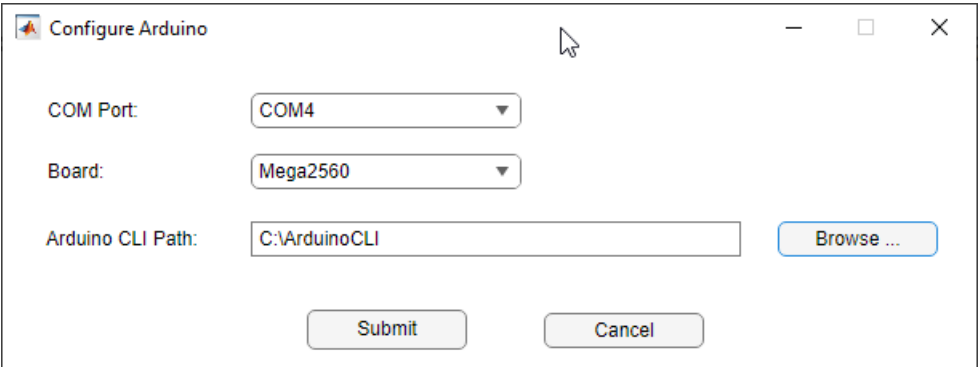 Configure Arduino
COM Port: COM4
Board: Mega2560
Arduino CLI Path: C:\ArduinoCLI Browse ...
Submit Cancel